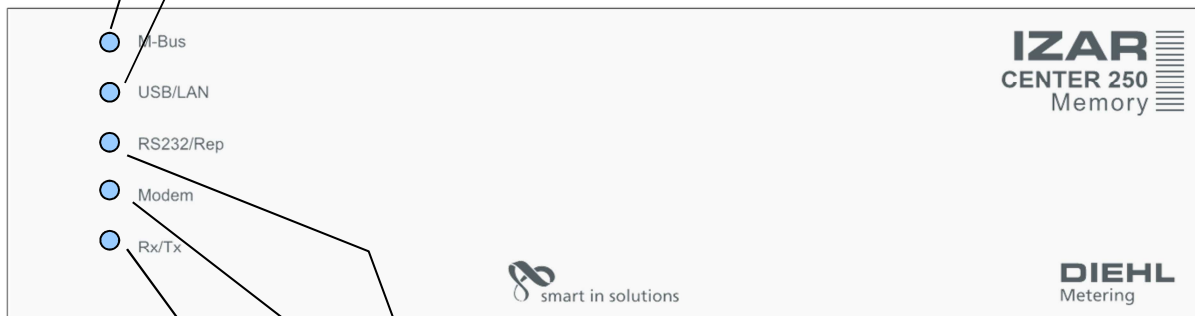 M-Bus
USB/LAN
RS232/Rep
Modem
Rx/Tx
IZAR
CENTER 250
Memory
smart in solutions
DIEHL
Metering